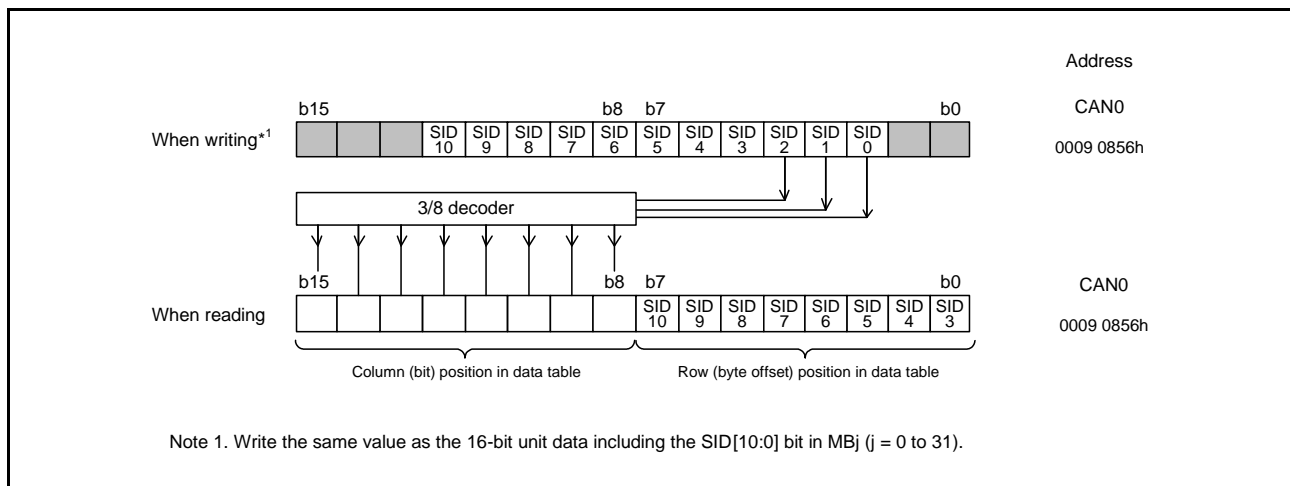 Address
b15 b8 b7 b0 CAN0
When writing*1 SID 10 SID 9 SID 8 SID 7 SID 6 SID 5 SID 4 SID 3 SID 2 SID 1 SID 0 0009 0856h
3/8 decoder
b15 b8 b7 b0 CAN0
When reading SID 10 SID 9 SID 8 SID 7 SID 6 SID 5 SID 4 SID 3 0009 0856h
Column (bit) position in data table Row (byte offset) position in data table
Note 1. Write the same value as the 16-bit unit data including the SID[10:0] bit in MBj (j = 0 to 31).